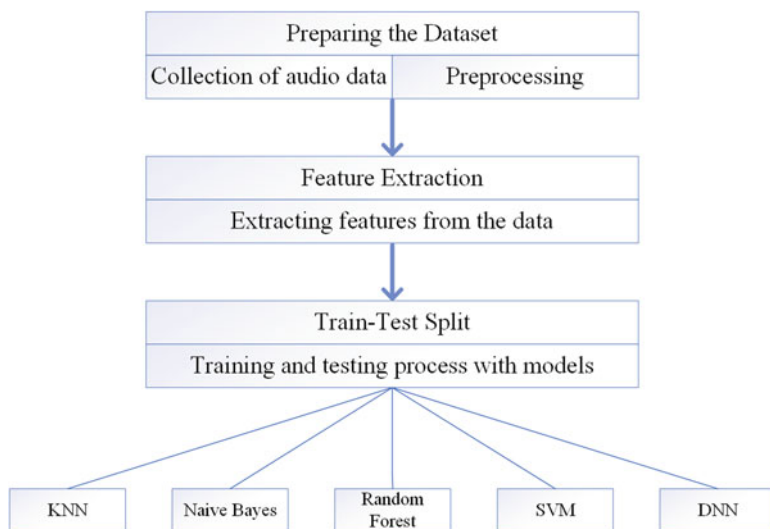 Preparing the Dataset
Collection of audio data
Preprocessing
Feature Extraction
Extracting features from the data
Train-Test Split
Training and testing process with models
KNN
Naive Bayes
Random
Forest
SVM
DNN